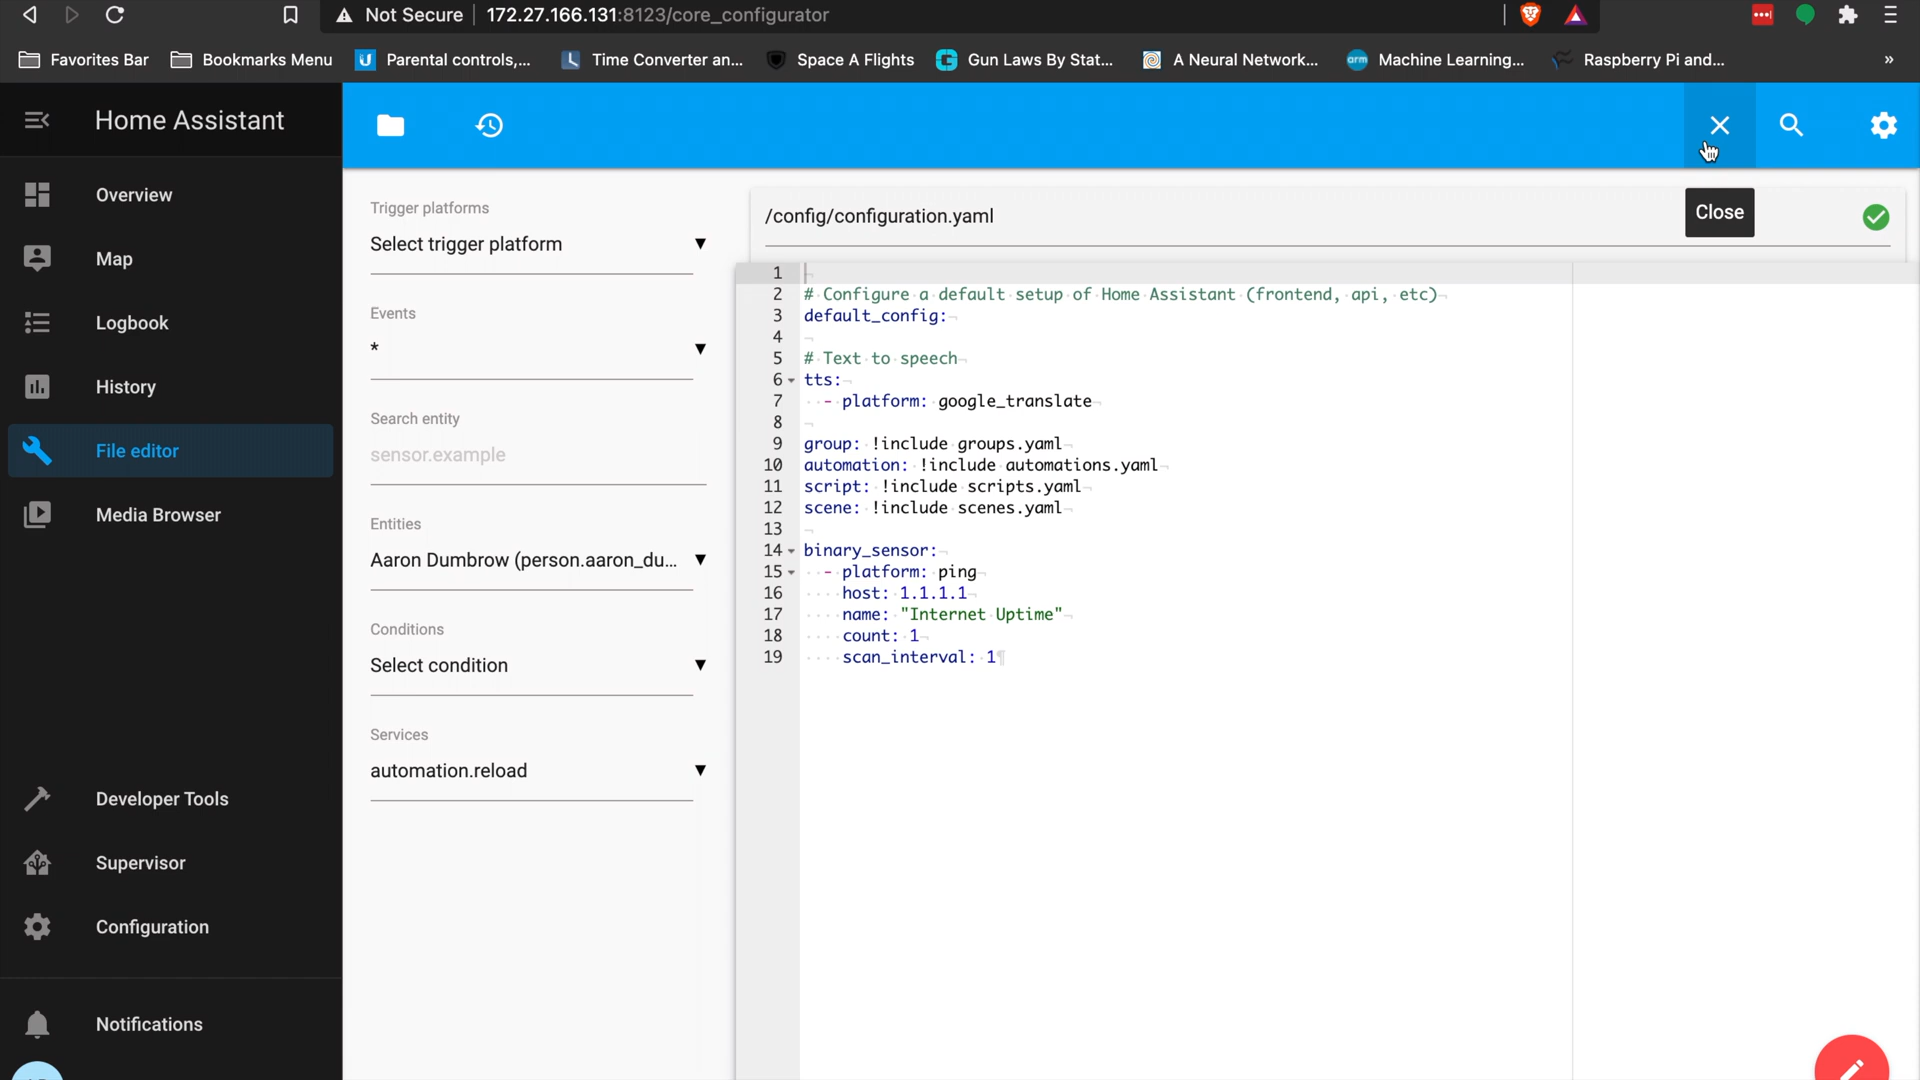 Not Secure 172.27.166.131:8123/core_configurator
Favorites Bar Bookmarks Menu Parental controls,... Time Converter an... Space A Flights Gun Laws By Stat... A Neural Network... arm Machine Learning... Raspberry Pi and... »
Home Assistant
Overview
Map
Logbook
History
File editor
Media Browser
Developer Tools
Supervisor
Configuration
Notifications
Trigger platforms
Select trigger platform
Events
*
Search entity
sensor.example
Entities
Aaron Dumbrow (person.aaron_du...
Conditions
Select condition
Services
automation.reload
/config/configuration.yaml
Close
1
2 # Configure a default setup of Home Assistant (frontend, api, etc)
3 default_config:
4
5 # Text to speech
6 tts:
7 - platform: google_translate
8
9 group: !include groups.yaml
10 automation: !include automations.yaml
11 script: !include scripts.yaml
12 scene: !include scenes.yaml
13
14 binary_sensor:
15 - platform: ping
16 host: 1.1.1.1
17 name: "Internet Uptime"
18 count: 1
19 scan_interval: 1